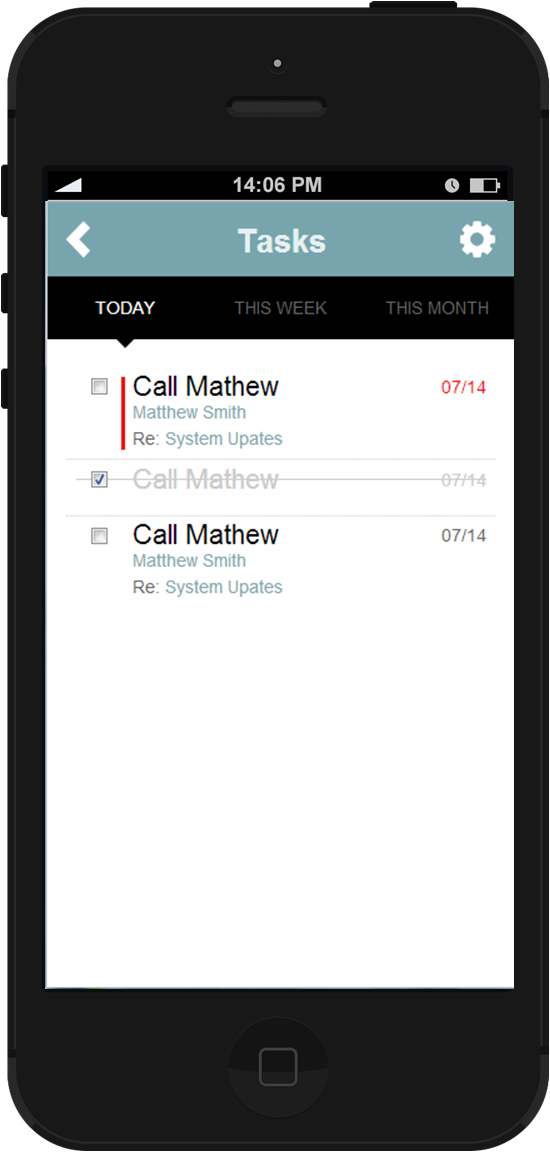 14:06 PM
Tasks
TODAY THIS WEEK THIS MONTH
Call Mathew 07/14
Matthew Smith
Re: System Upates
Call Mathew 07/14
Call Mathew 07/14
Matthew Smith
Re: System Upates